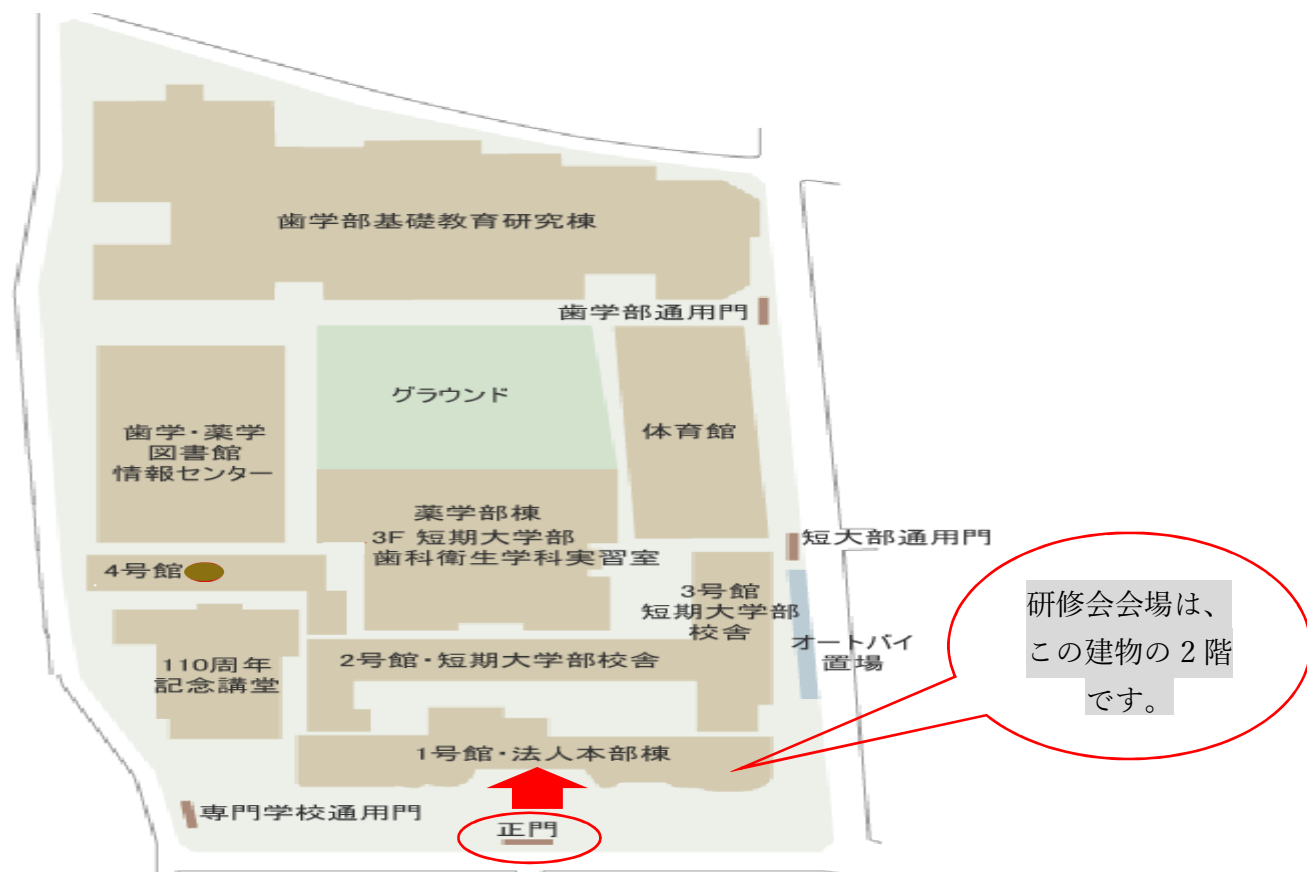 歯学部基礎教育研究棟
歯学部通用門
グラウンド
歯学・薬学
図書館
情報センター
体育館
薬学部棟
3F 短期大学部
歯科衛生学科実習室
短大部通用門
4号館
3号館
短期大学部
校舎
オートバイ
置場
研修会会場は、
この建物の2階
です。
110周年
記念講堂
2号館・短期大学部校舎
1号館・法人本部棟
専門学校通用門
正門